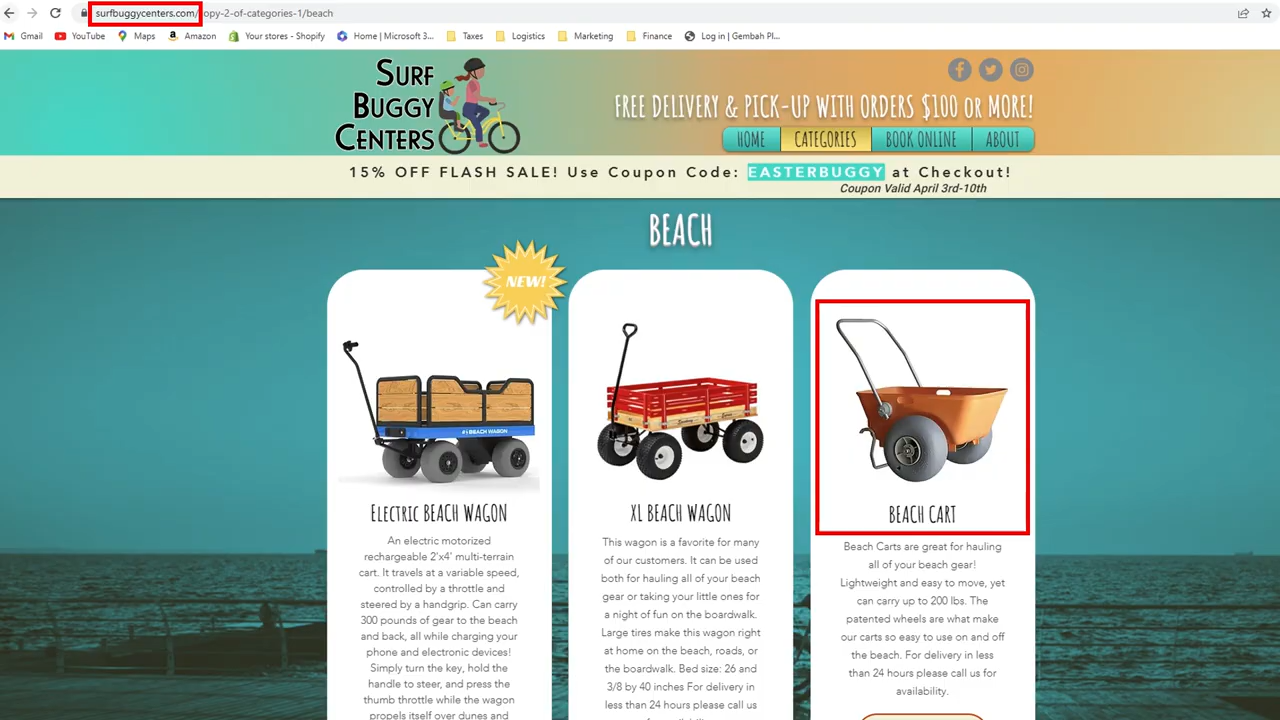 surfbuggycenters.com/copy-2-of-categories-1/beach
Gmail
YouTube
Maps
Amazon
Your stores - Shopify
Home | Microsoft 3...
Taxes
Logistics
Marketing
Finance
Log in | Gembah Pl...
SURF
BUGGY
CENTERS
FREE DELIVERY & PICK-UP WITH ORDERS $100 OR MORE!
HOME
CATEGORIES
BOOK ONLINE
ABOUT
15% OFF FLASH SALE! Use Coupon Code: EASTERBUGGY at Checkout!
Coupon Valid April 3rd-10th
BEACH
NEW!
#1 BEACH WAGON
Electric BEACH WAGON
An electric motorized
rechargeable 2'x4' multi-terrain
cart. It travels at a variable speed,
controlled by a throttle and
steered by a handgrip. Can carry
300 pounds of gear to the beach
and back, all while charging your
phone and electronic devices!
Simply turn the key, hold the
handle to steer, and press the
thumb throttle while the wagon
propels itself over dunes and
XL BEACH WAGON
This wagon is a favorite for many
of our customers. It can be used
both for hauling all of your beach
gear or taking your little ones for
a night of fun on the boardwalk.
Large tires make this wagon right
at home on the beach, roads, or
the boardwalk. Bed size: 26 and
3/8 by 40 inches For delivery in
less than 24 hours please call us
BEACH CART
Beach Carts are great for hauling
all of your beach gear!
Lightweight and easy to move, yet
can carry up to 200 lbs. The
patented wheels are what make
our carts so easy to use on and off
the beach. For delivery in less
than 24 hours please call us for
availability.